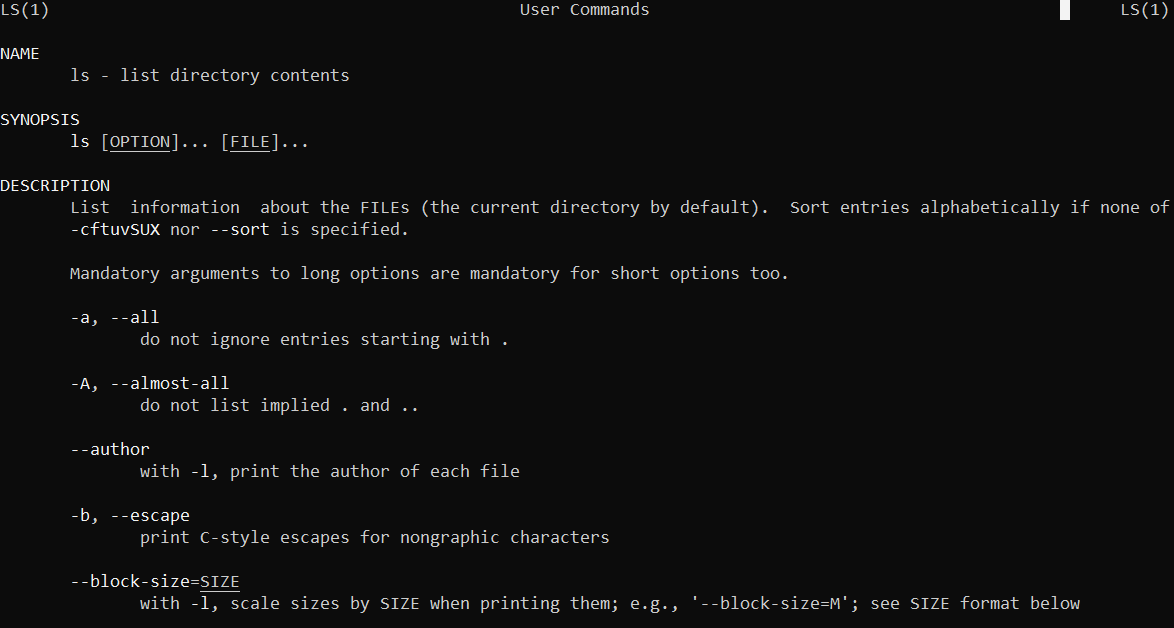 LS(1) User Commands LS(1)
NAME
ls - list directory contents
SYNOPSIS
ls [OPTION]... [FILE]...
DESCRIPTION
List  information  about the FILEs (the current directory by default).  Sort entries alphabetically if none of
-cftuvSUX nor --sort is specified.
Mandatory arguments to long options are mandatory for short options too.
-a, --all
do not ignore entries starting with .
-A, --almost-all
do not list implied . and ..
--author
with -l, print the author of each file
-b, --escape
print C-style escapes for nongraphic characters
--block-size=SIZE
with -l, scale sizes by SIZE when printing them; e.g., '--block-size=M'; see SIZE format below